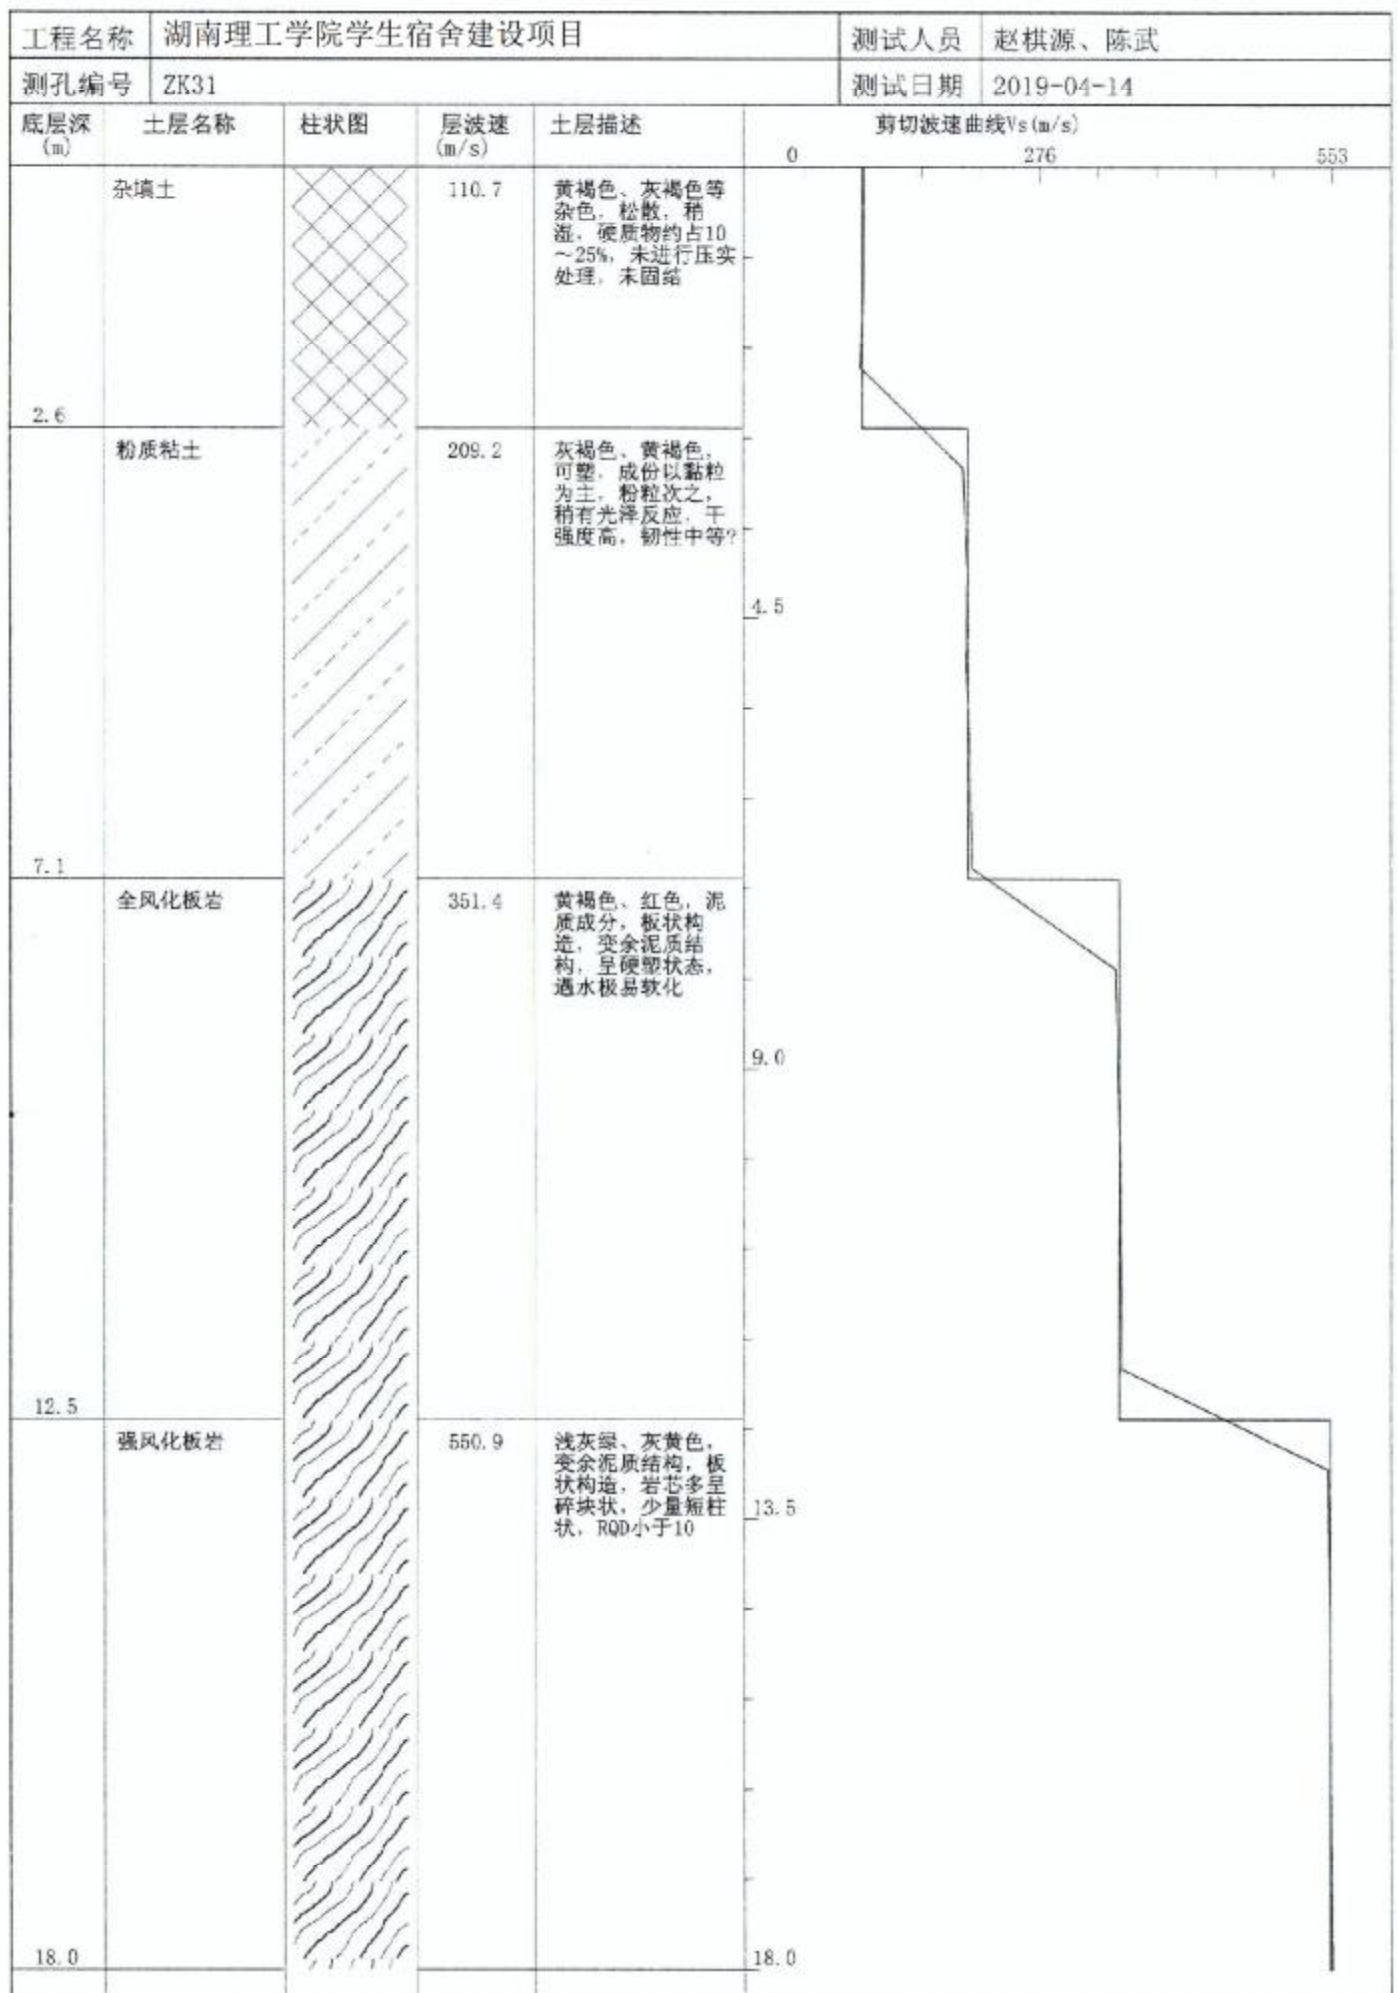 工程名称 湖南理工学院学生宿舍建设项目 测试人员 赵棋源、陈武
测孔编号 ZK31 测试日期 2019-04-14
底层深 土层名称 柱状图 层波速 土层描述 剪切波速曲线Vs(m/s)
(m) (m/s)
0 276 553
杂填土 110.7 黄褐色、灰褐色等
杂色，松散，稍
湿，硬质物约占10
～25%，未进行压实
处理，未固结
2.6
粉质粘土 209.2 灰褐色、黄褐色，
可塑，成份以黏粒
为主，粉粒次之，
稍有光泽反应，干
强度高，韧性中等?
4.5
7.1
全风化板岩 351.4 黄褐色、红色，泥
质成分，板状构
造，变余泥质结
构，呈硬塑状态，
遇水极易软化
9.0
12.5
强风化板岩 550.9 浅灰绿、灰黄色，
变余泥质结构，板
状构造，岩芯多呈
碎块状，少量短柱
状，RQD小于10
13.5
18.0 18.0